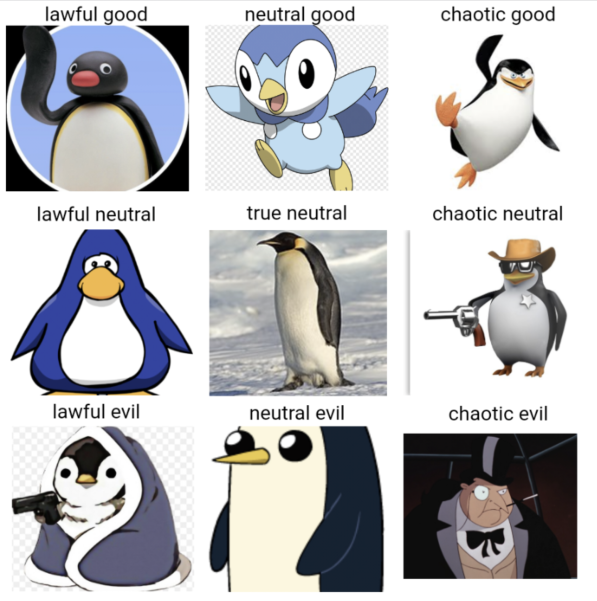 lawful good
neutral good
chaotic good
lawful neutral
true neutral
chaotic neutral
lawful evil
neutral evil
chaotic evil